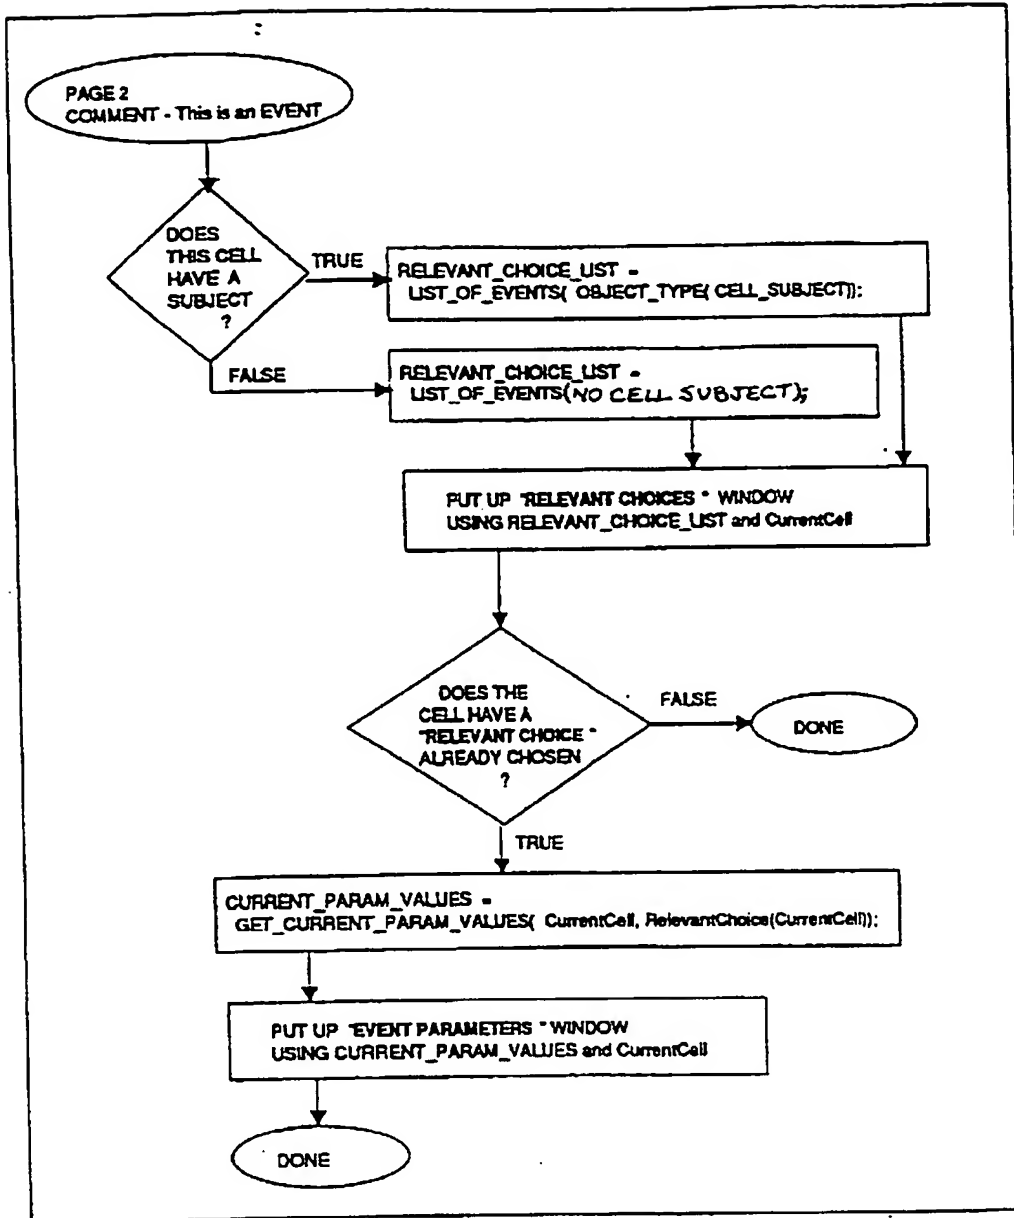 PAGE 2
COMMENT - This is an EVENT
DOES
THIS CELL
HAVE A
SUBJECT
?
TRUE
RELEVANT_CHOICE_LIST =
LIST_OF_EVENTS( OBJECT_TYPE( CELL_SUBJECT));
FALSE
RELEVANT_CHOICE_LIST =
LIST_OF_EVENTS(NO CELL SUBJECT);
PUT UP "RELEVANT CHOICES " WINDOW
USING RELEVANT_CHOICE_LIST and CurrentCell
DOES THE
CELL HAVE A
"RELEVANT CHOICE "
ALREADY CHOSEN
?
FALSE
DONE
TRUE
CURRENT_PARAM_VALUES =
GET_CURRENT_PARAM_VALUES( CurrentCell, RelevantChoice(CurrentCell));
PUT UP "EVENT PARAMETERS " WINDOW
USING CURRENT_PARAM_VALUES and CurrentCell
DONE